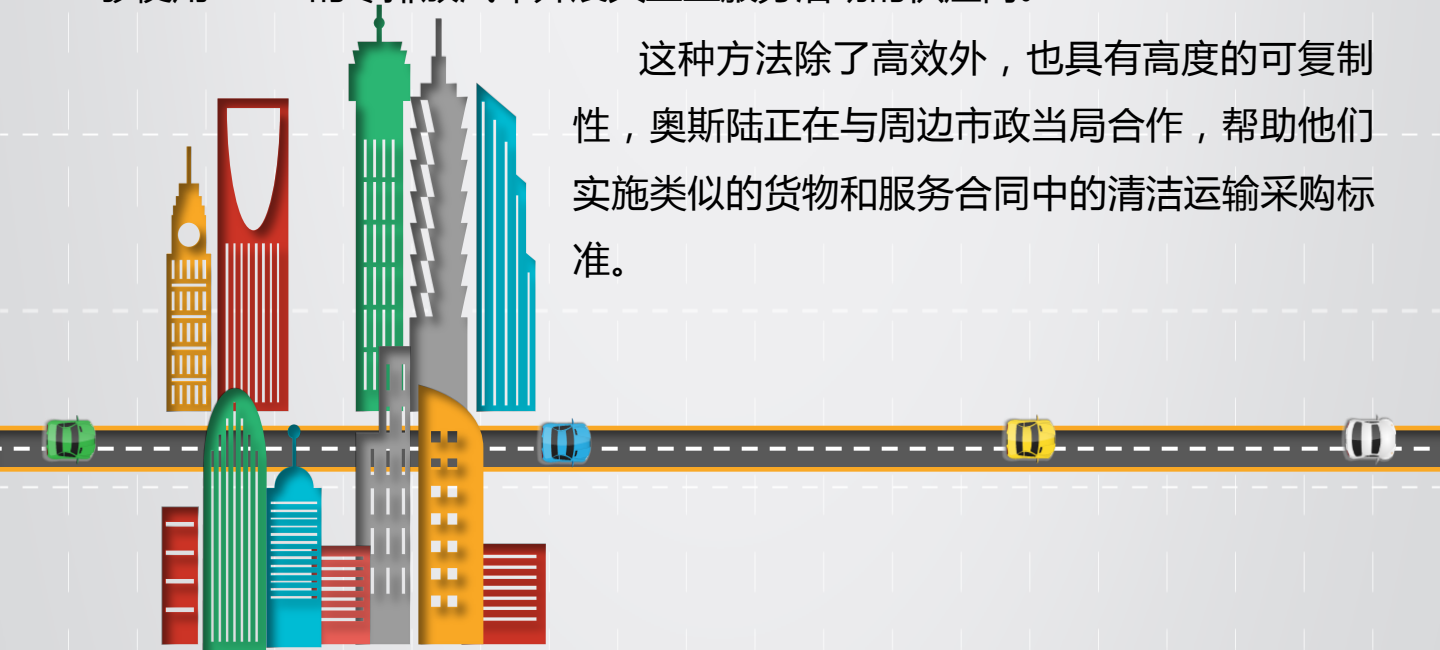 这种方法除了高效外，也具有高度的可复制
性，奥斯陆正在与周边市政当局合作，帮助他们
实施类似的货物和服务合同中的清洁运输采购标
准。